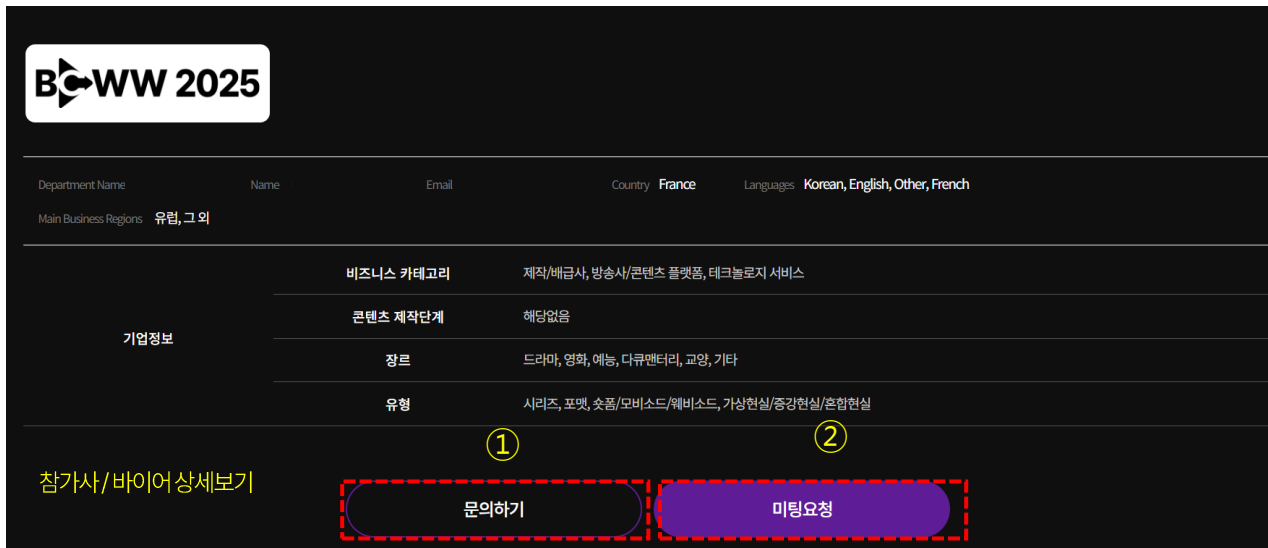 BCWW 2025
Department Name Name Email Country France Languages Korean, English, Other, French
Main Business Regions 유럽, 그 외
비즈니스 카테고리 제작/배급사, 방송사/콘텐츠 플랫폼, 테크놀로지 서비스
콘텐츠 제작단계 해당없음
기업정보
장르 드라마, 영화, 예능, 다큐맨터리, 교양, 기타
유형 시리즈, 포맷, 숏폼/모비소드/웨비소드, 가상현실/증강현실/혼합현실
① ②
참가사 / 바이어 상세보기
문의하기 미팅요청